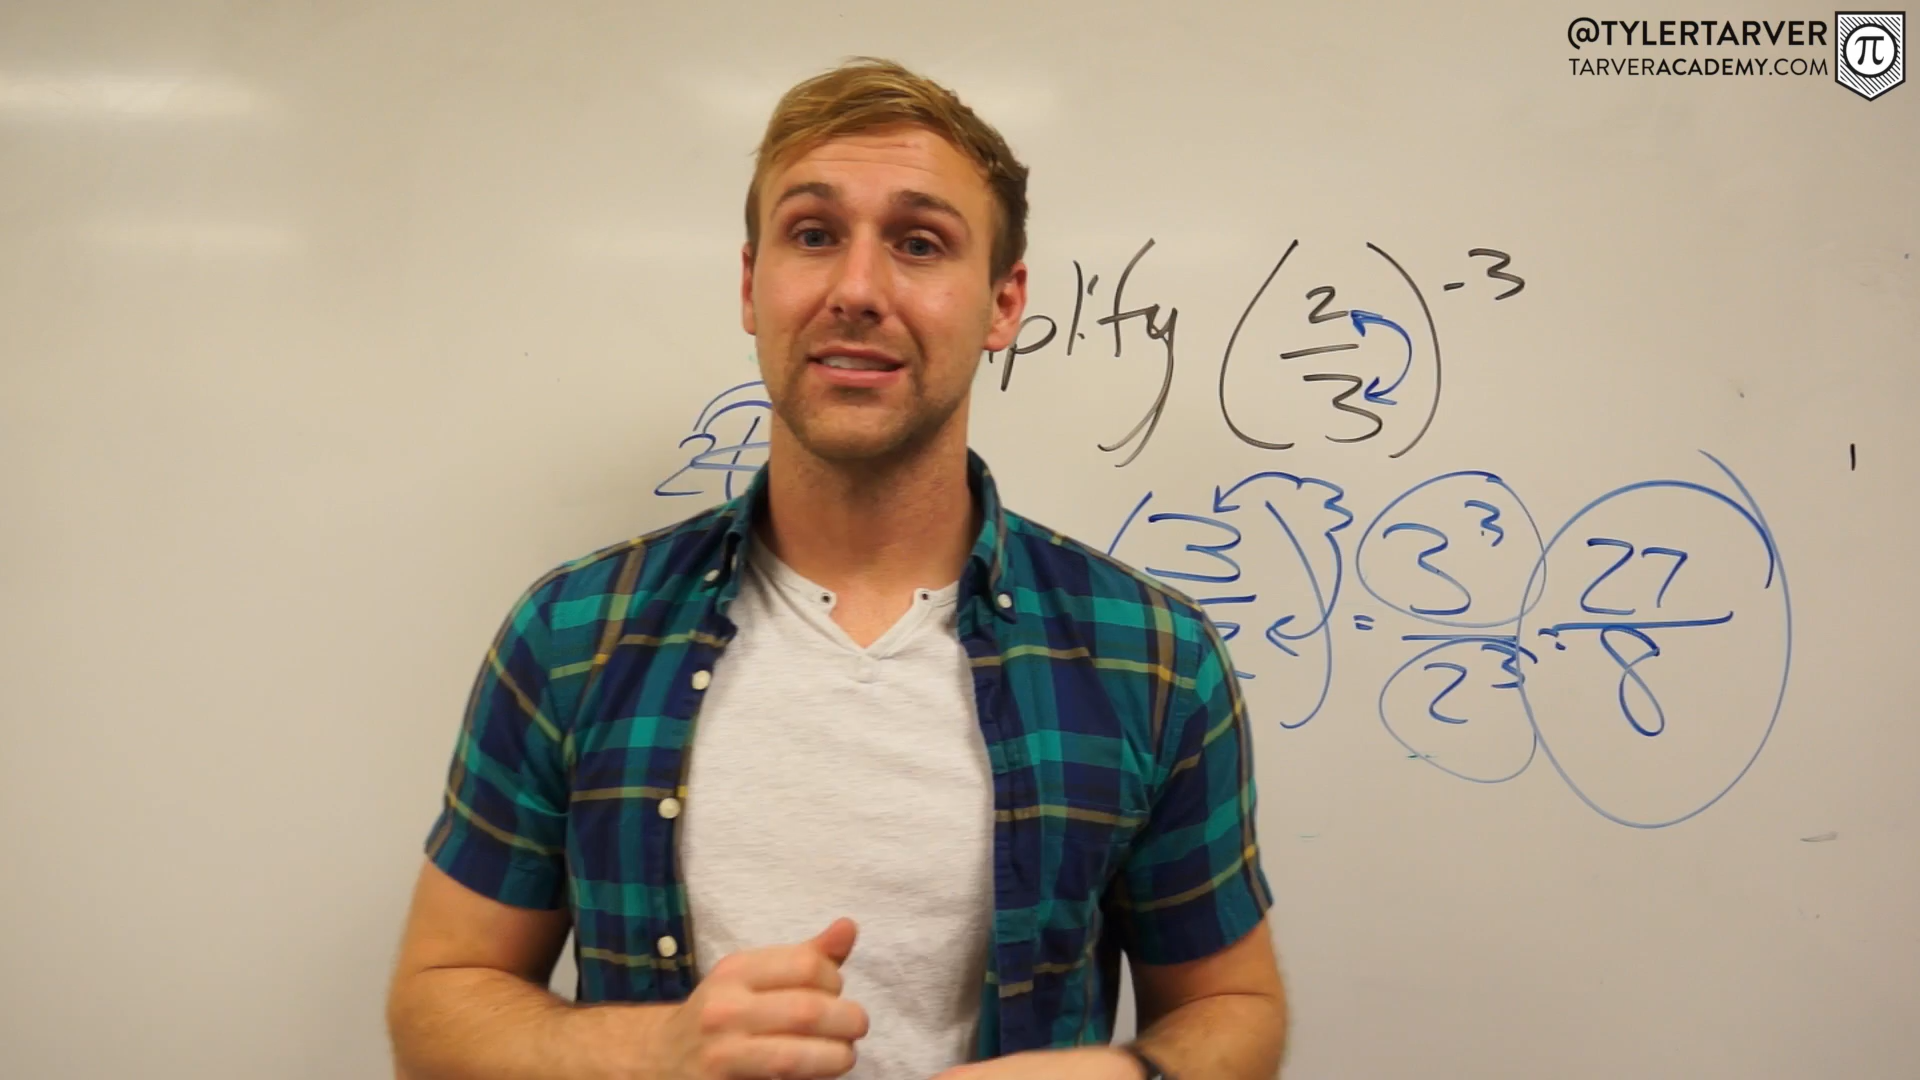 @TYLERTARVER
TARVERACADEMY.COM
π
plify (2/3)^-3
(3/2)^3 = 3^3/2^3 = 27/8